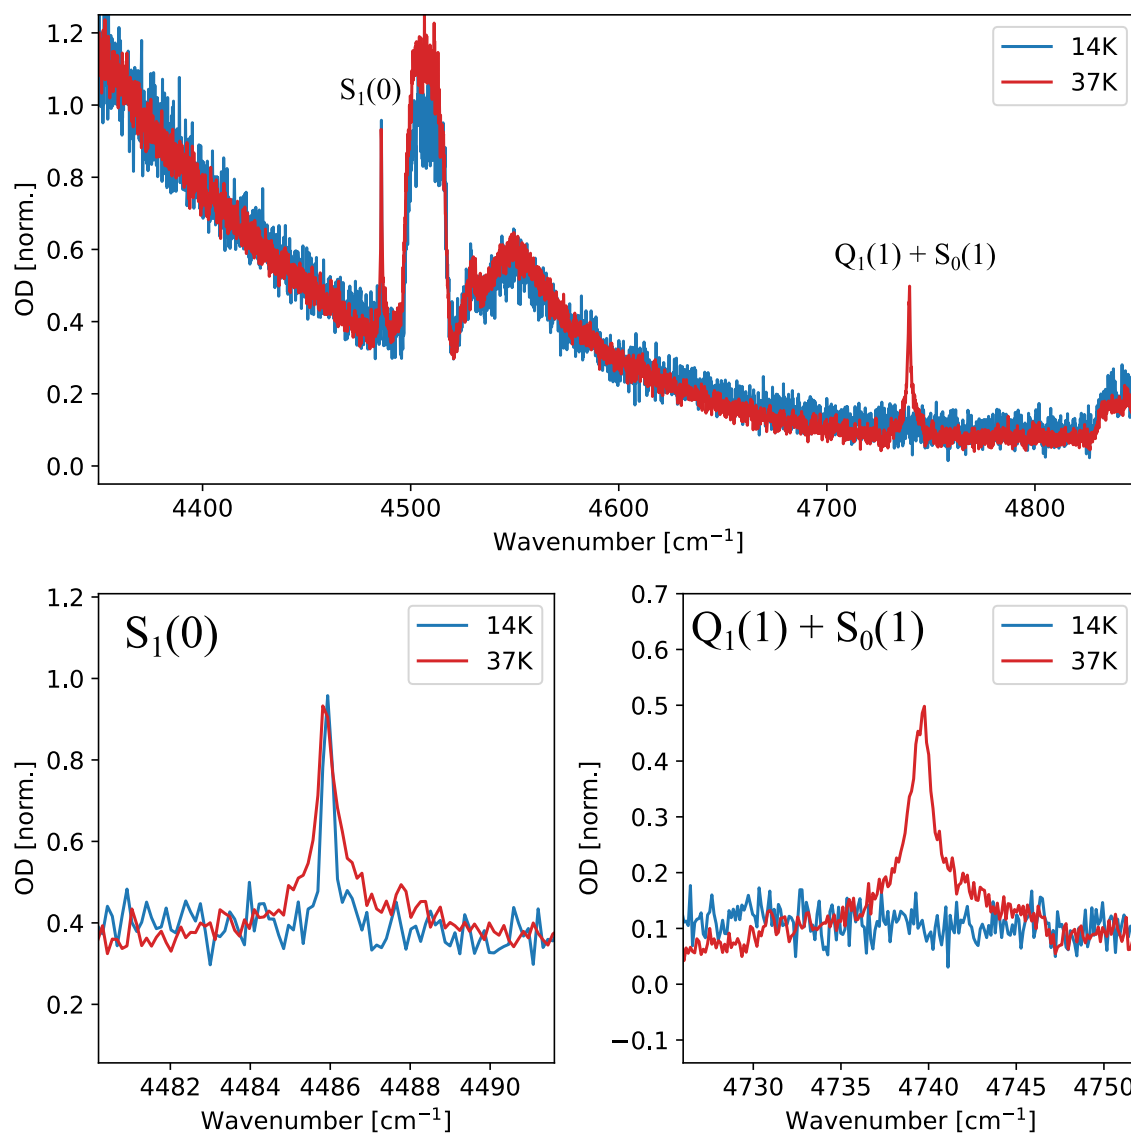 1.2
1.0
0.8
0.6
0.4
0.2
0.0
OD [norm.]
S₁(0)
Q₁(1) + S₀(1)
14K
37K
4400 4500 4600 4700 4800
Wavenumber [cm⁻¹]
1.2
1.0
0.8
0.6
0.4
0.2
OD [norm.]
S₁(0)
14K
37K
4482 4484 4486 4488 4490
Wavenumber [cm⁻¹]
0.7
0.6
0.5
0.4
0.3
0.2
0.1
0.0
−0.1
OD [norm.]
Q₁(1) + S₀(1)
14K
37K
4730 4735 4740 4745 4750
Wavenumber [cm⁻¹]